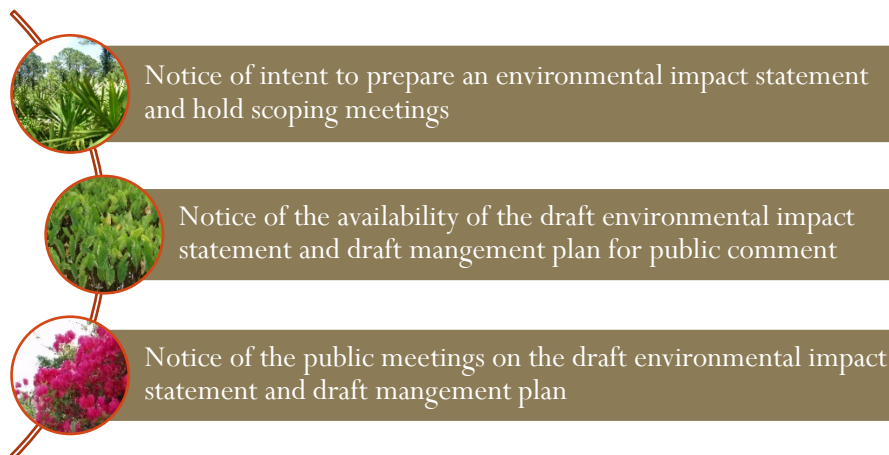 Notice of intent to prepare an environmental impact statement
and hold scoping meetings
Notice of the availability of the draft environmental impact
statement and draft mangement plan for public comment
Notice of the public meetings on the draft environmental impact
statement and draft mangement plan